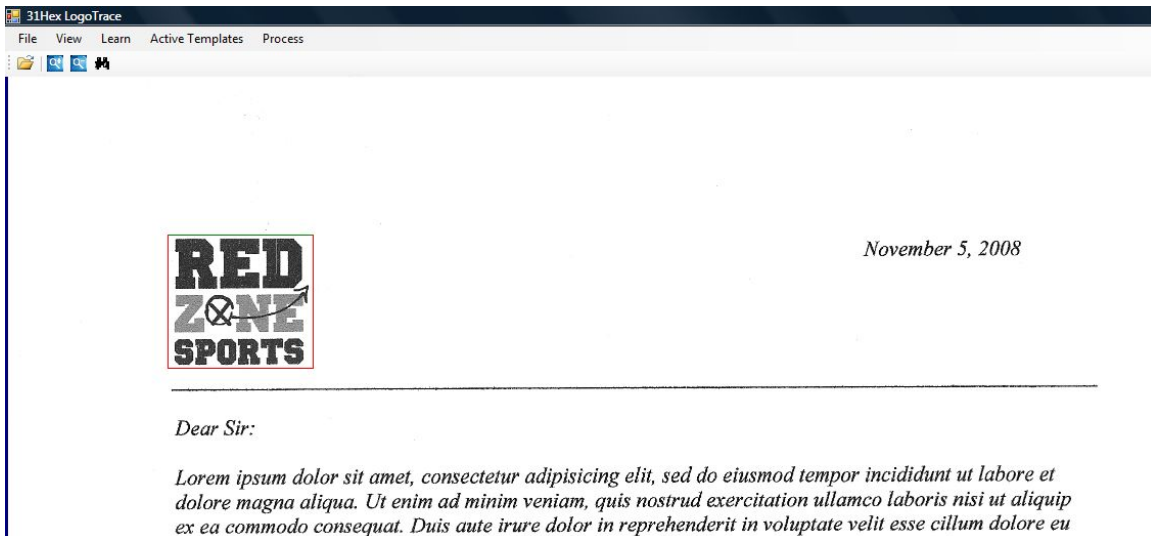 31Hex LogoTrace
File View Learn Active Templates Process
RED
ZONE
SPORTS
November 5, 2008
Dear Sir:
Lorem ipsum dolor sit amet, consectetur adipisicing elit, sed do eiusmod tempor incididunt ut labore et
dolore magna aliqua. Ut enim ad minim veniam, quis nostrud exercitation ullamco laboris nisi ut aliquip
ex ea commodo consequat. Duis aute irure dolor in reprehenderit in voluptate velit esse cillum dolore eu